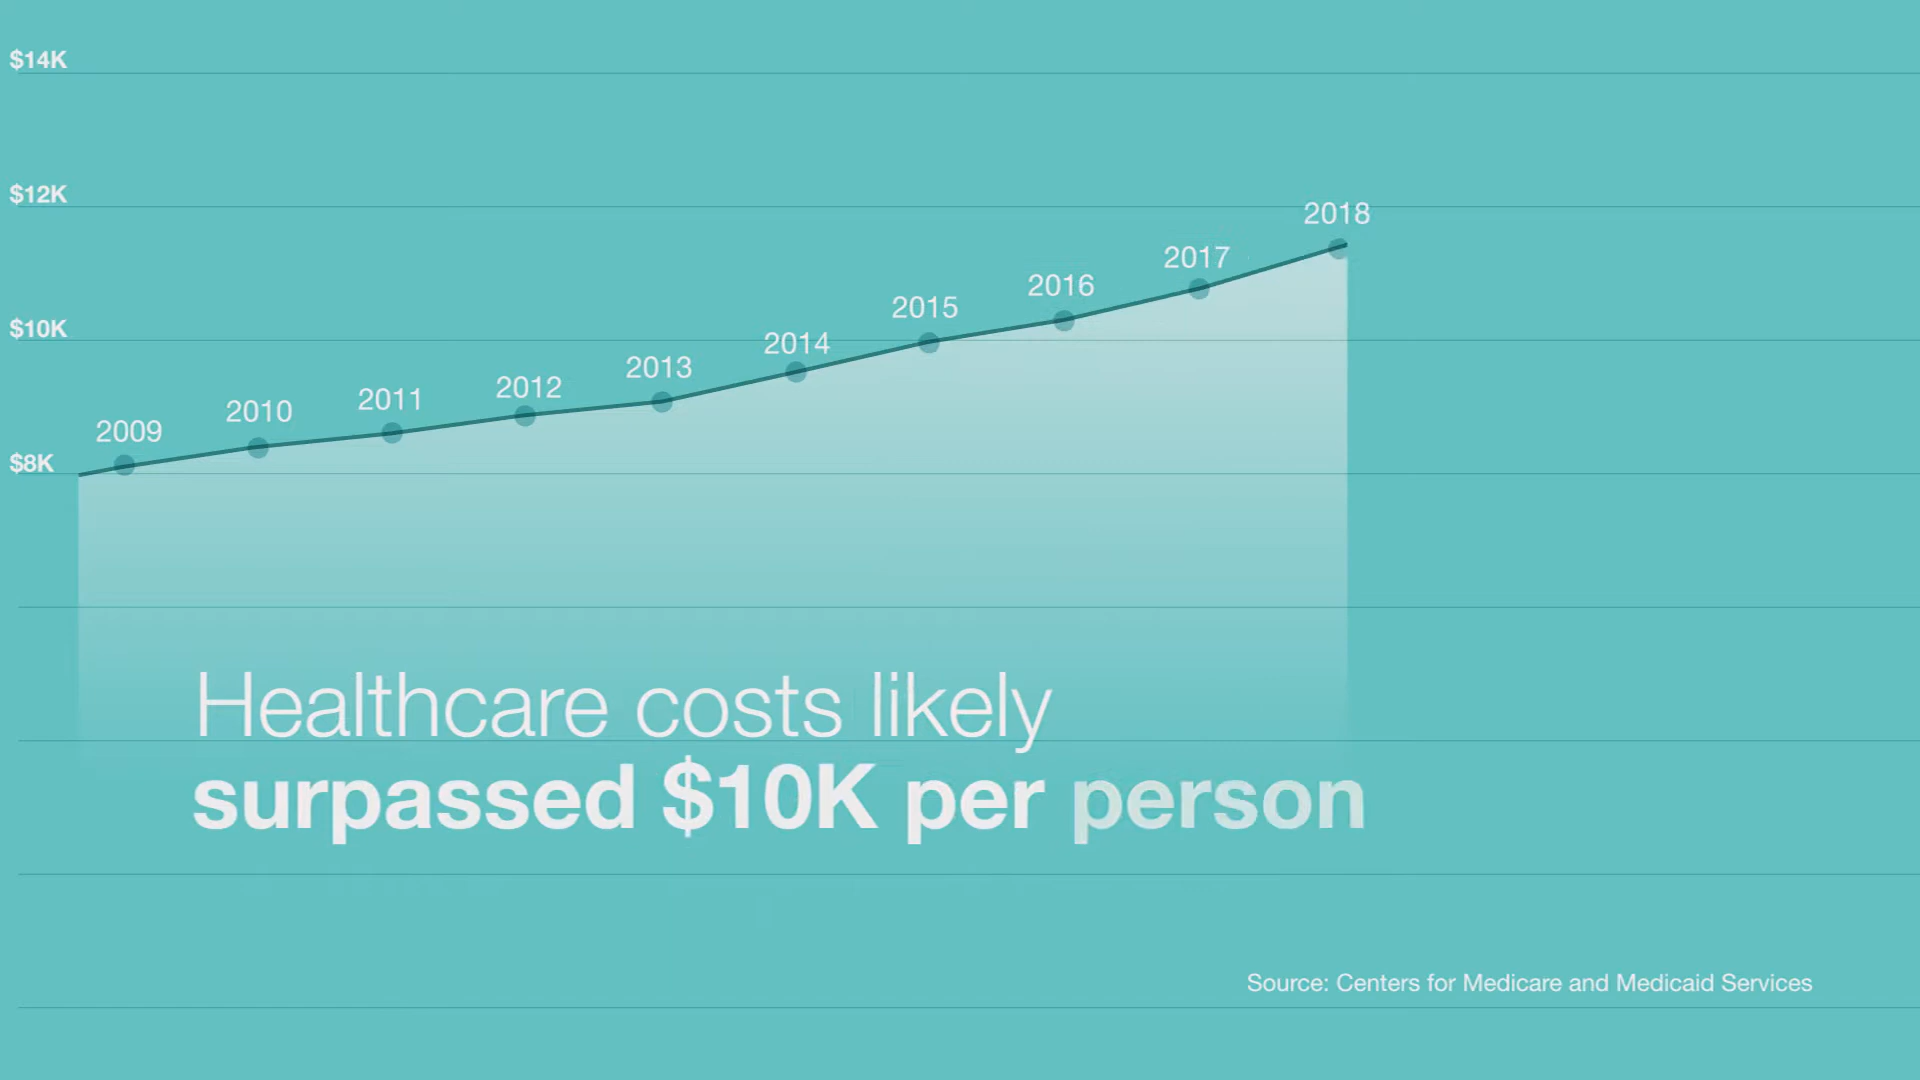 $14K
$12K
2018
2017
2016
2015
$10K
2014
2013
2012
2011
2010
2009
$8K
Healthcare costs likely
surpassed $10K per person
Source: Centers for Medicare and Medicaid Services